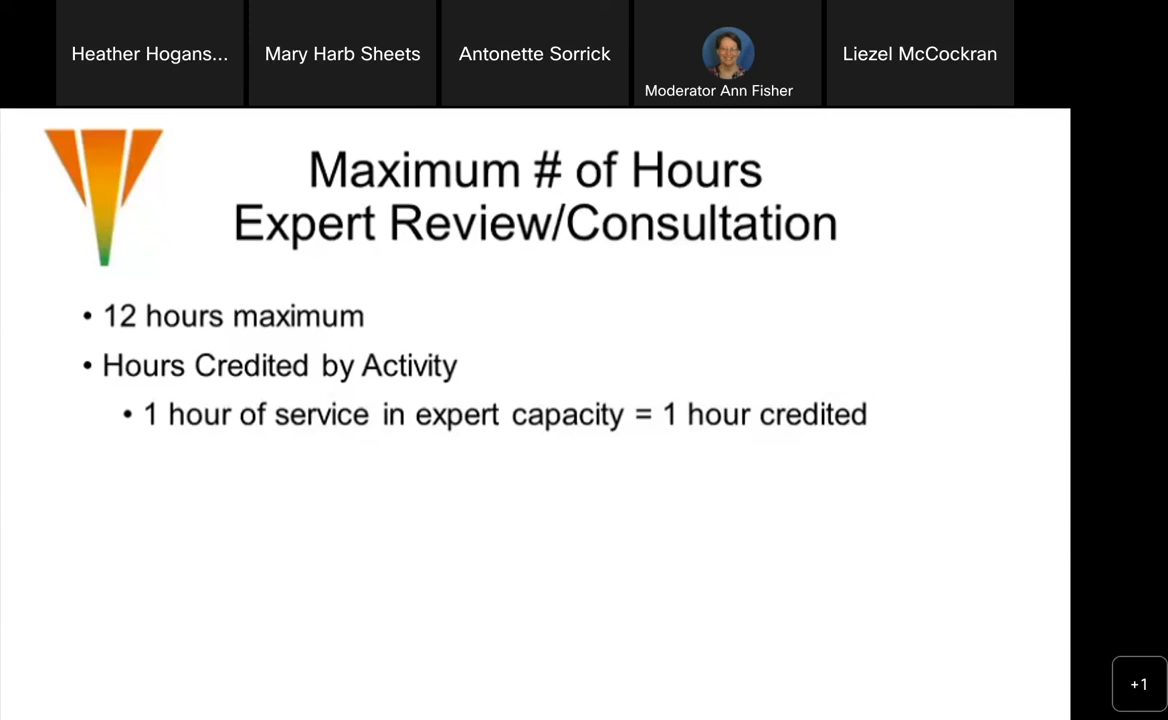 Heather Hogans...
Mary Harb Sheets
Antonette Sorrick
Moderator Ann Fisher
Liezel McCockran
Maximum # of Hours
Expert Review/Consultation
• 12 hours maximum
• Hours Credited by Activity
• 1 hour of service in expert capacity = 1 hour credited
+1